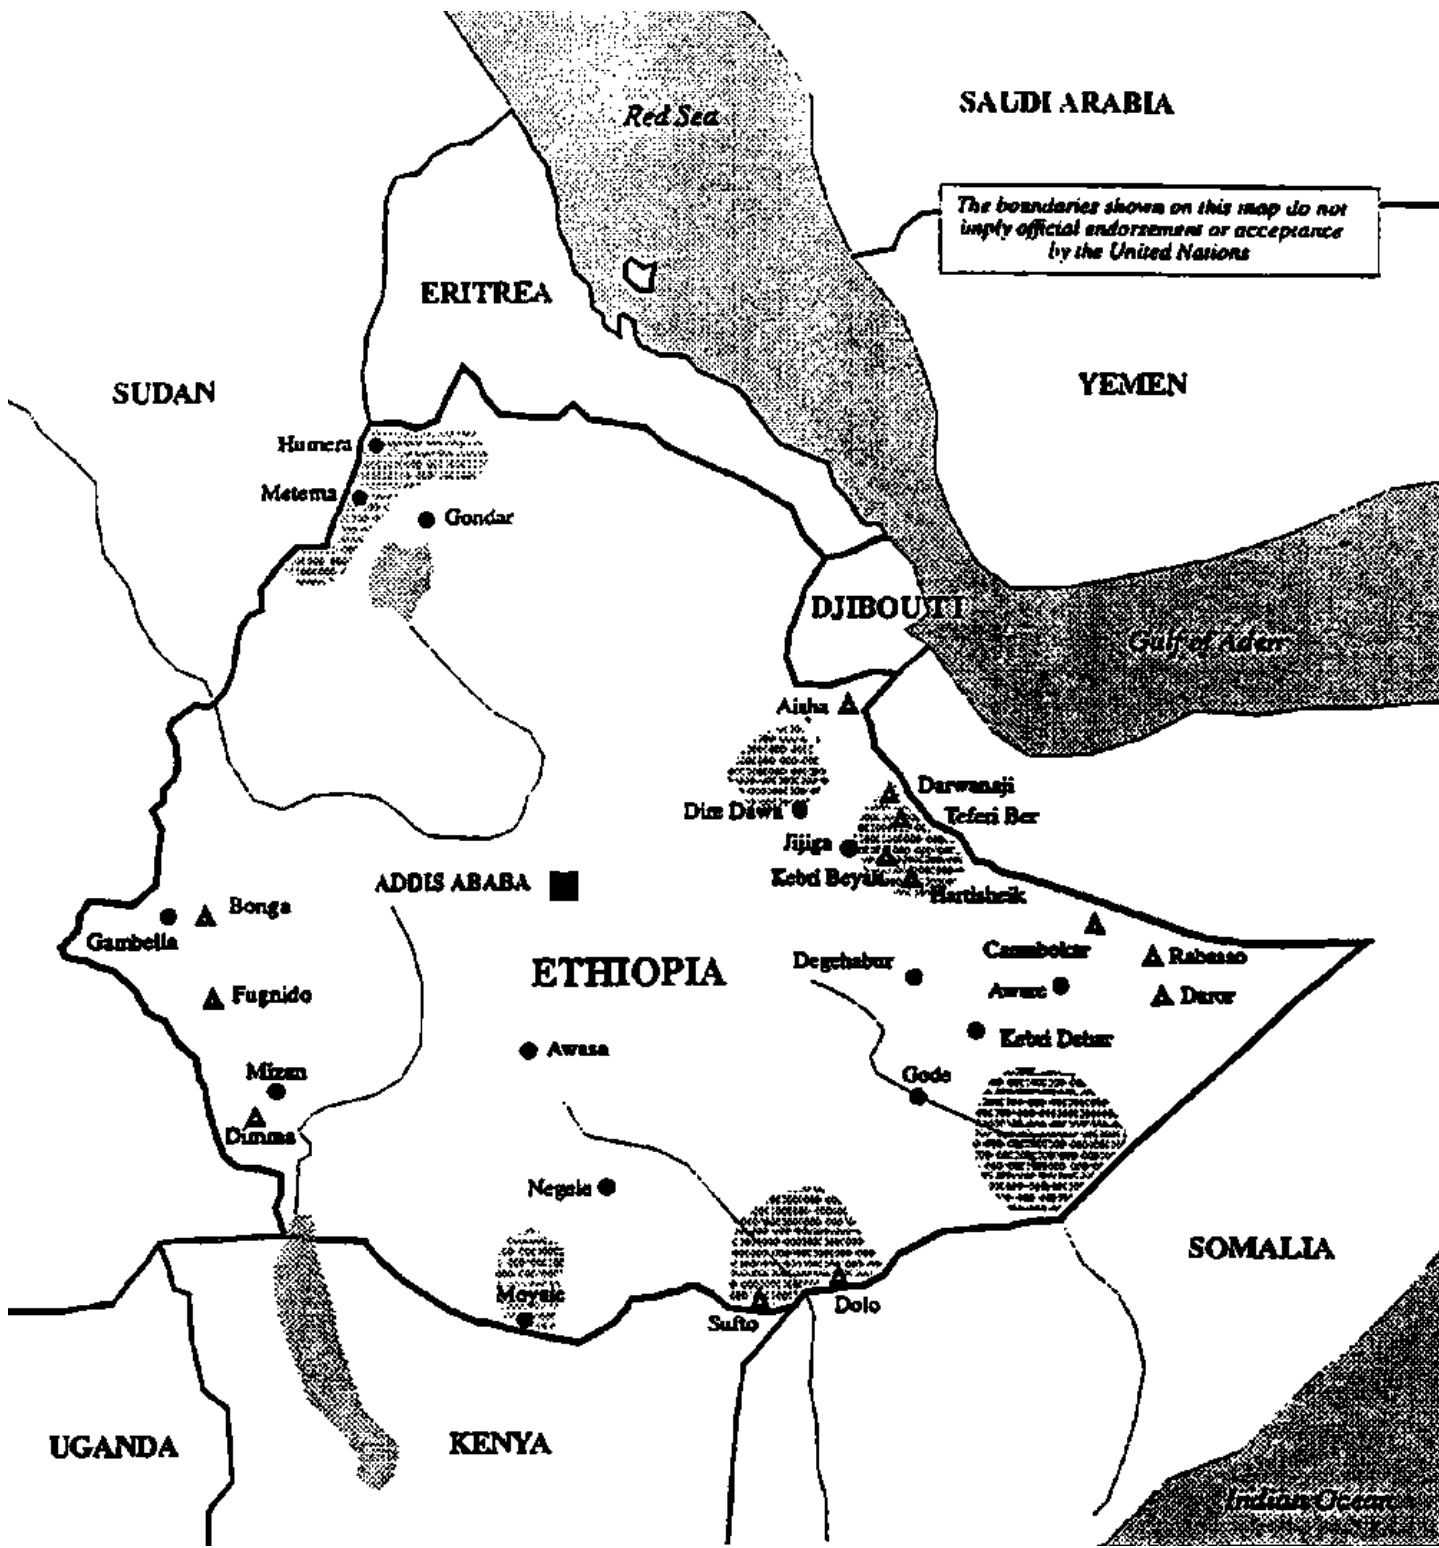 Red Sea
SAUDI ARABIA
The boundaries shown on this map do not
imply official endorsement or acceptance
by the United Nations
ERITREA
SUDAN
YEMEN
Humera
Metema
Gondar
DJIBOUTI
Gulf of Aden
Aisha
Darwanaji
Dire Dawa
Teferi Ber
Jijiga
Kebri Beyah
ADDIS ABABA
Hartisheik
Bonga
Gambella
Camabokar
Rabasso
Degehabur
ETHIOPIA
Aware
Daror
Fugnido
Kebri Dehar
Awasa
Mizan
Gode
Dimma
Negele
SOMALIA
Moyale
Dolo
Sufto
UGANDA
KENYA
Indian Ocean